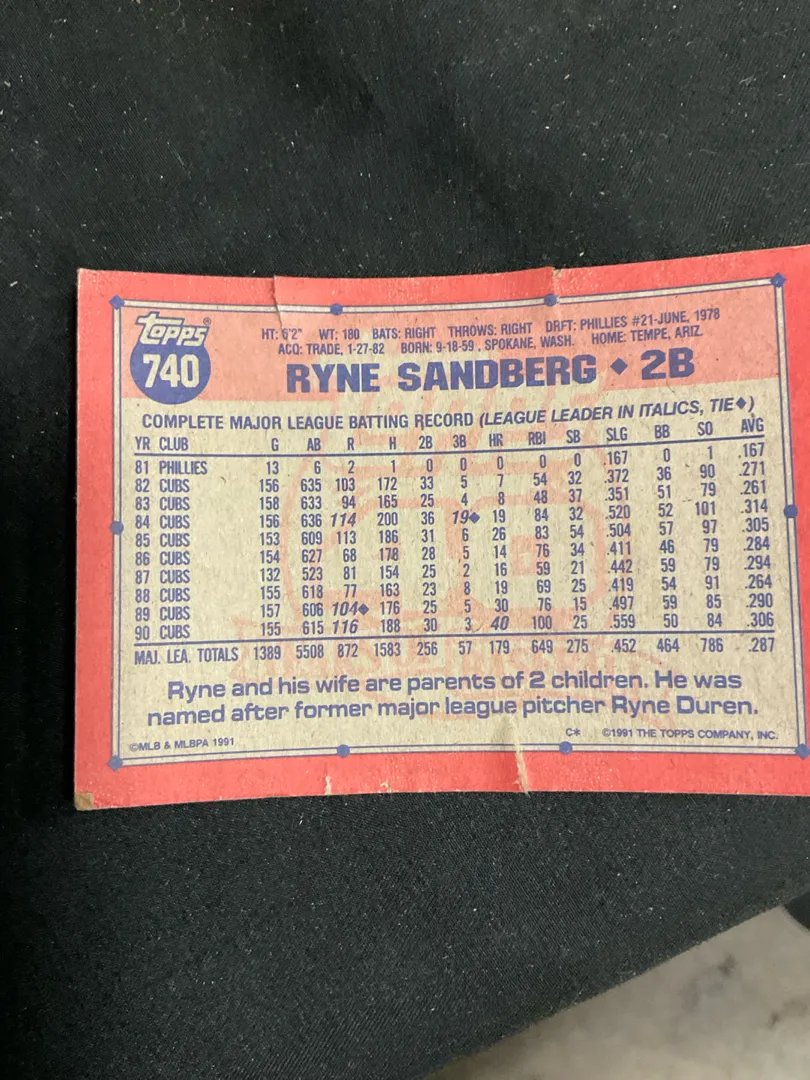 Topps®
740
HT: 6'2" WT: 180 BATS: RIGHT THROWS: RIGHT DRFT: PHILLIES #21-JUNE, 1978
ACQ: TRADE, 1-27-82 BORN: 9-18-59, SPOKANE, WASH. HOME: TEMPE, ARIZ.
RYNE SANDBERG ◆ 2B
COMPLETE MAJOR LEAGUE BATTING RECORD (LEAGUE LEADER IN ITALICS, TIE◆)
YR CLUB G AB R H 2B 3B HR RBI SB SLG BB SO AVG
81 PHILLIES 13 6 2 1 0 0 0 0 0 .167 0 1 .167
82 CUBS 156 635 103 172 33 5 7 54 32 .372 36 90 .271
83 CUBS 158 633 94 165 25 4 8 48 37 .351 51 79 .261
84 CUBS 156 636 114 200 36 19◆ 19 84 32 .520 52 101 .314
85 CUBS 153 609 113 186 31 6 26 83 54 .504 57 97 .305
86 CUBS 154 627 68 178 28 5 14 76 34 .411 46 79 .284
87 CUBS 132 523 81 154 25 2 16 59 21 .442 59 79 .294
88 CUBS 155 618 77 163 23 8 19 69 25 .419 54 91 .264
89 CUBS 157 606 104◆ 176 25 5 30 76 15 .497 59 85 .290
90 CUBS 155 615 116 188 30 3 40 100 25 .559 50 84 .306
MAJ. LEA. TOTALS 1389 5508 872 1583 256 57 179 649 275 .452 464 786 .287
Ryne and his wife are parents of 2 children. He was
named after former major league pitcher Ryne Duren.
©MLB & MLBPA 1991 C* ©1991 THE TOPPS COMPANY, INC.